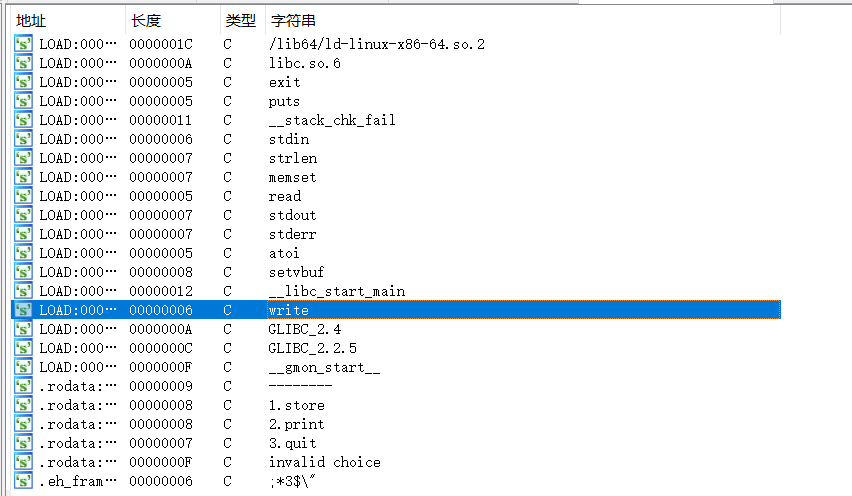 地址 长度 类型 字符串
LOAD:000… 0000001C C /lib64/ld-linux-x86-64.so.2
LOAD:000… 0000000A C libc.so.6
LOAD:000… 00000005 C exit
LOAD:000… 00000005 C puts
LOAD:000… 00000011 C __stack_chk_fail
LOAD:000… 00000006 C stdin
LOAD:000… 00000007 C strlen
LOAD:000… 00000007 C memset
LOAD:000… 00000005 C read
LOAD:000… 00000007 C stdout
LOAD:000… 00000007 C stderr
LOAD:000… 00000005 C atoi
LOAD:000… 00000008 C setvbuf
LOAD:000… 00000012 C __libc_start_main
LOAD:000… 00000006 C write
LOAD:000… 0000000A C GLIBC_2.4
LOAD:000… 0000000C C GLIBC_2.2.5
LOAD:000… 0000000F C __gmon_start__
.rodata:… 00000009 C --------
.rodata:… 00000008 C 1.store
.rodata:… 00000008 C 2.print
.rodata:… 00000007 C 3.quit
.rodata:… 0000000F C invalid choice
.eh_fram… 00000006 C ;*3$\"